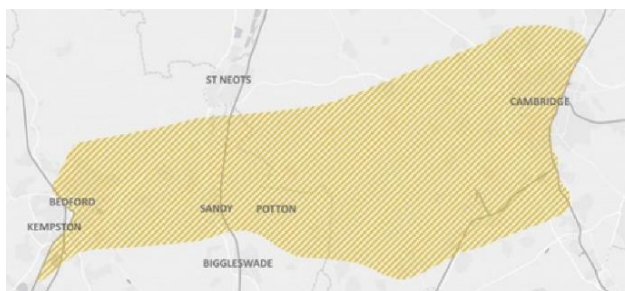 ST NEOTS
CAMBRIDGE
BEDFORD
SANDY
POTTON
KEMPSTON
BIGGLESWADE